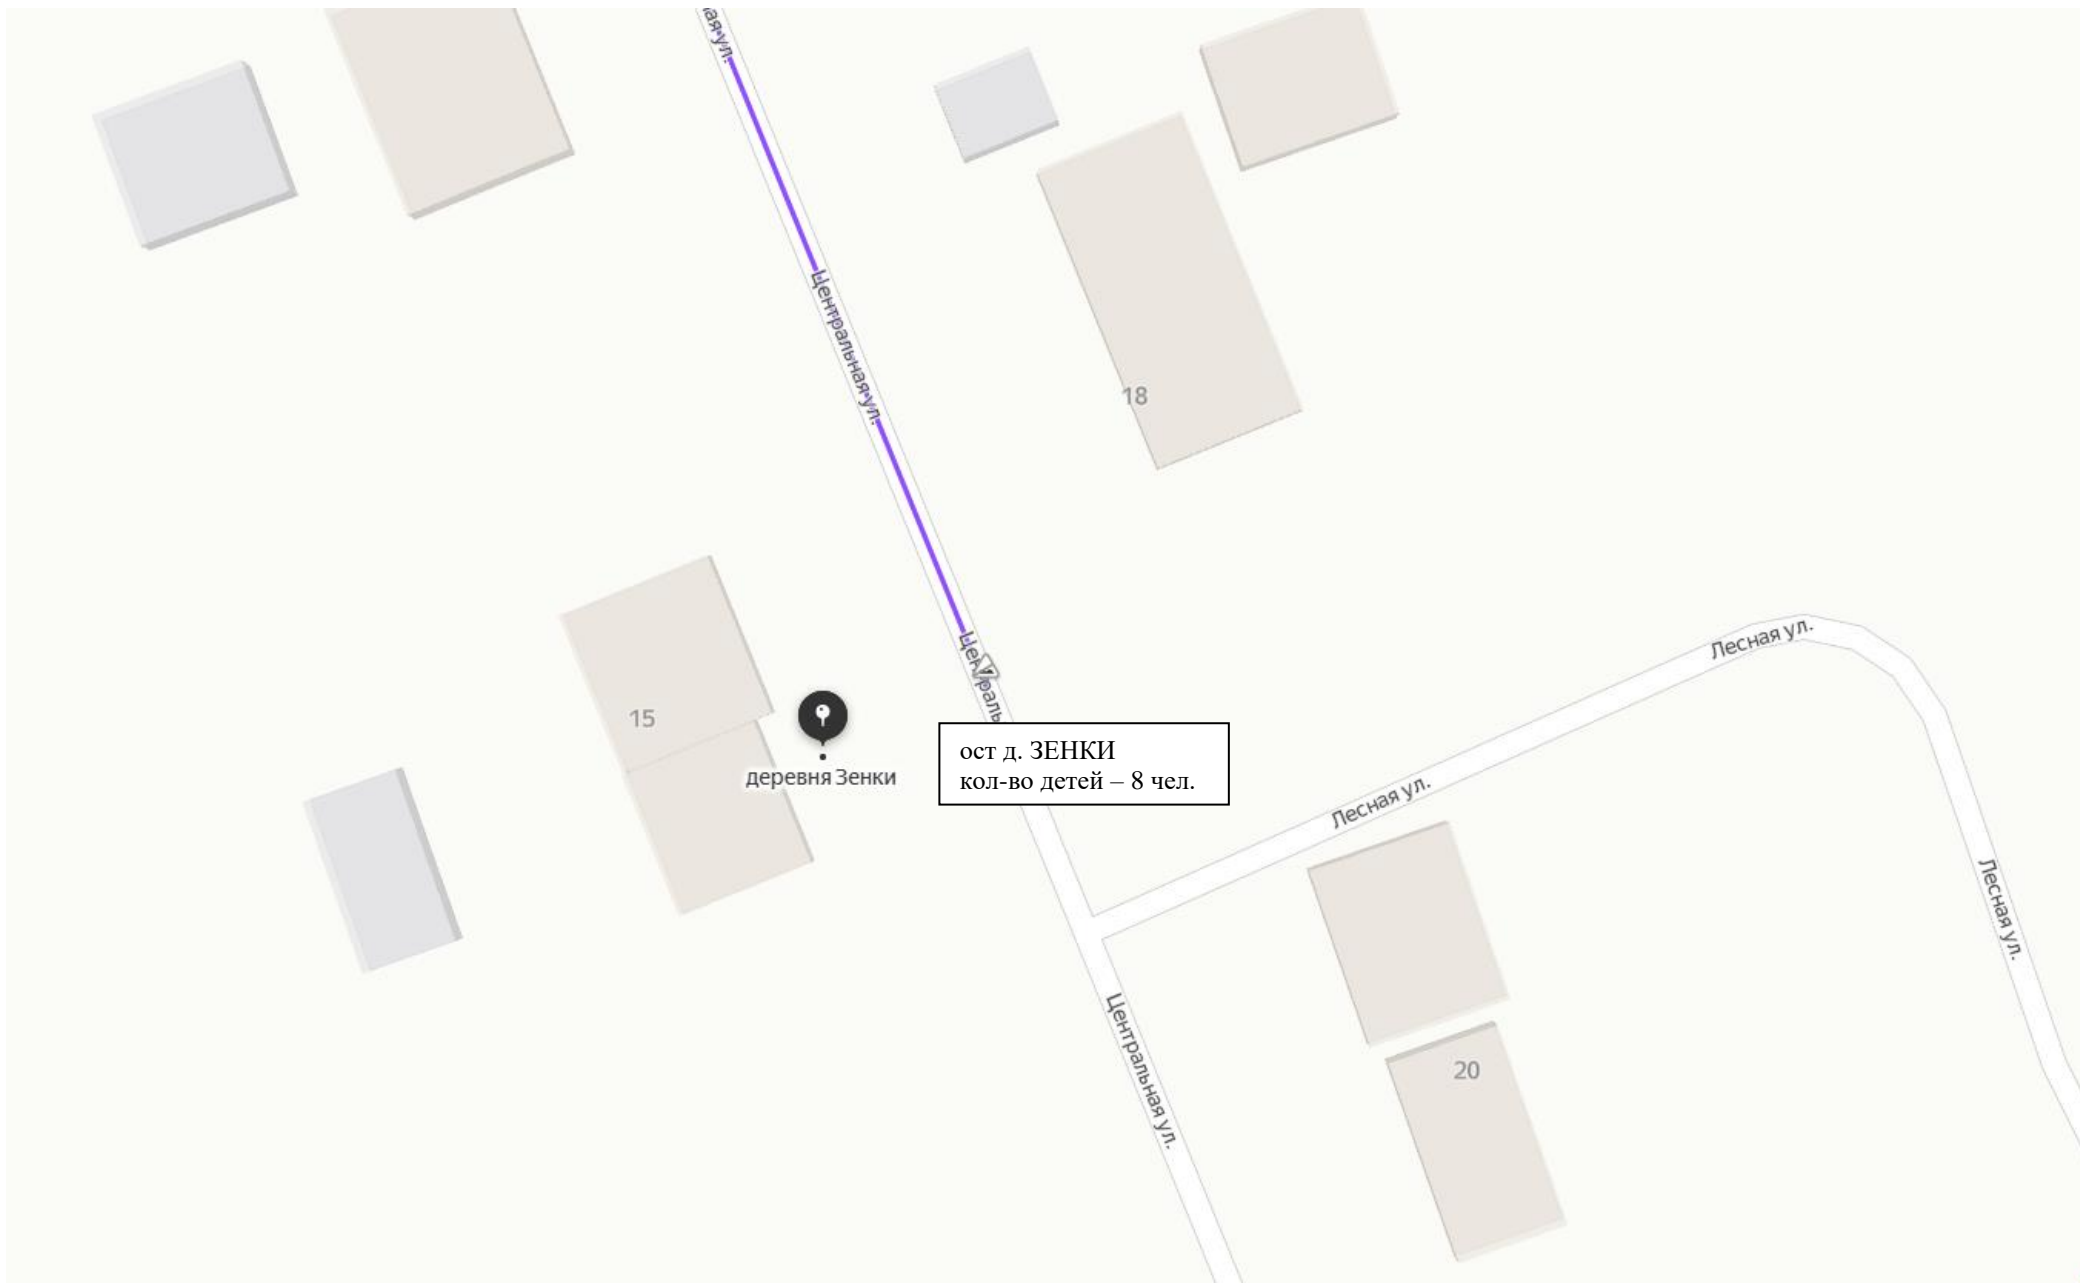 ая ул.
Центральная ул.
18
Централь
15
деревня Зенки
ост д. ЗЕНКИ
кол-во детей – 8 чел.
Лесная ул.
Лесная ул.
Лесная ул.
Центральная ул.
20